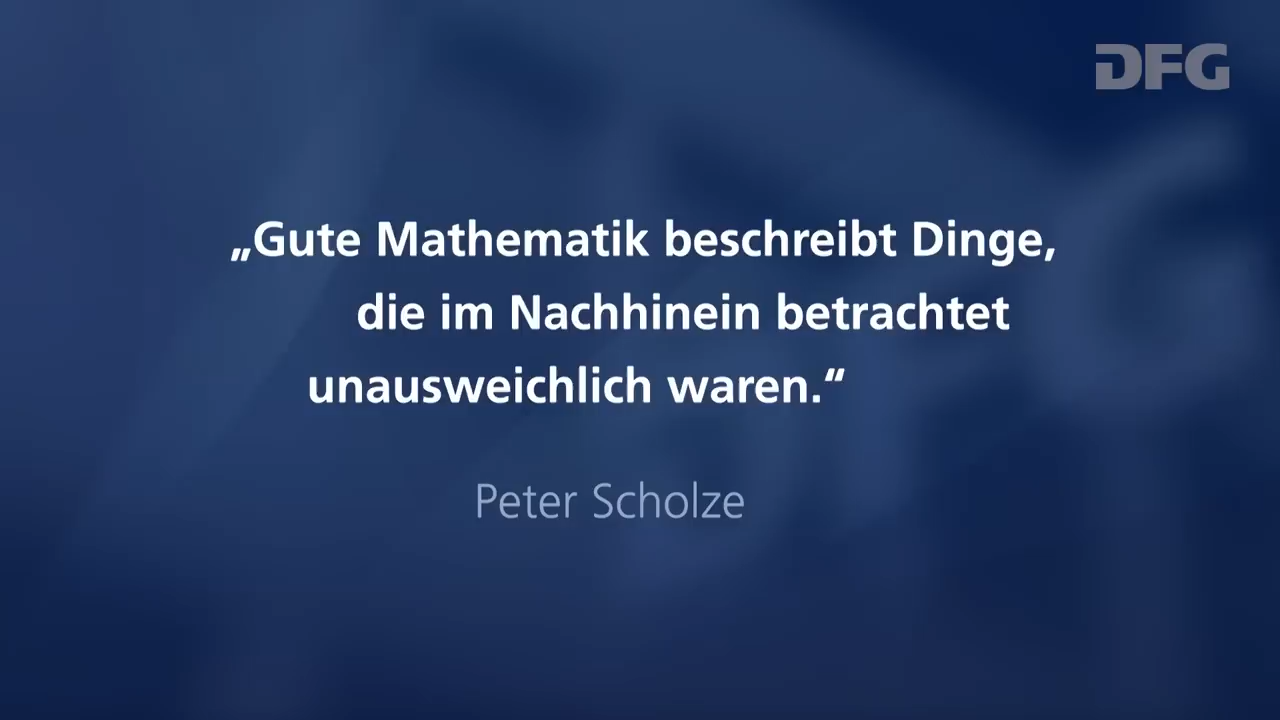 DFG
„Gute Mathematik beschreibt Dinge,
die im Nachhinein betrachtet
unausweichlich waren.“
Peter Scholze